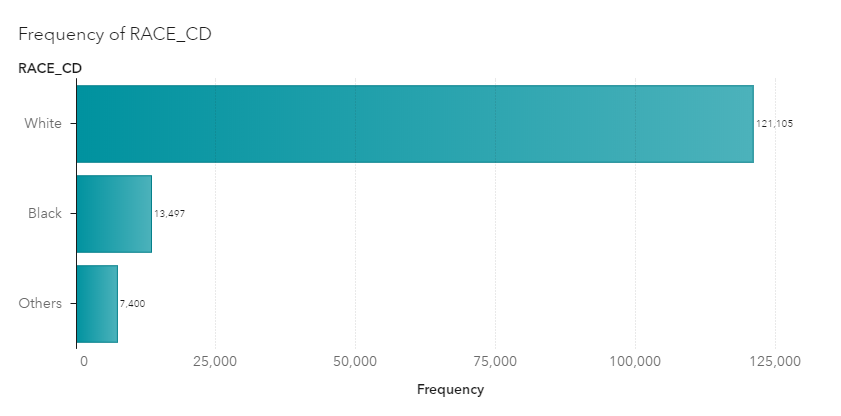 Frequency of RACE_CD
RACE_CD
White 121,105
Black 13,497
Others 7,400
0 25,000 50,000 75,000 100,000 125,000
Frequency